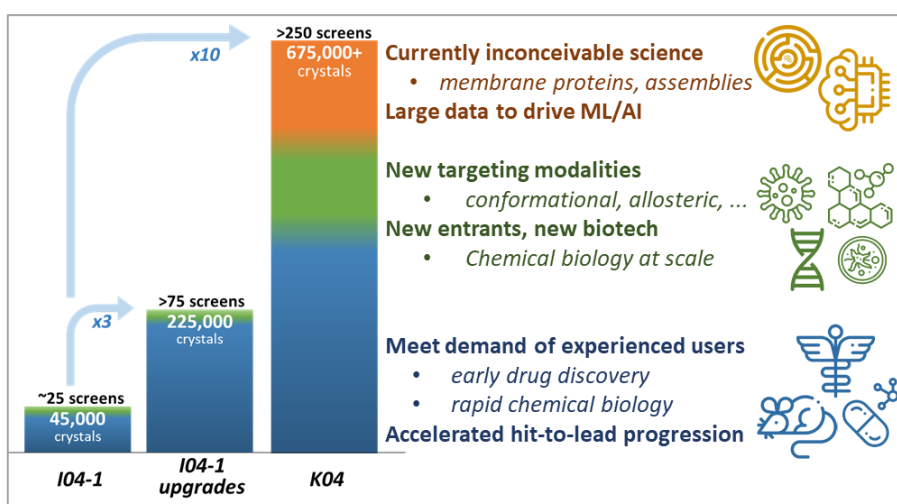 x10
>250 screens
675,000+
crystals
x3
>75 screens
225,000
crystals
~25 screens
45,000
crystals
I04-1
I04-1
upgrades
K04
Currently inconceivable science
• membrane proteins, assemblies
Large data to drive ML/AI
New targeting modalities
• conformational, allosteric, ...
New entrants, new biotech
• Chemical biology at scale
Meet demand of experienced users
• early drug discovery
• rapid chemical biology
Accelerated hit-to-lead progression